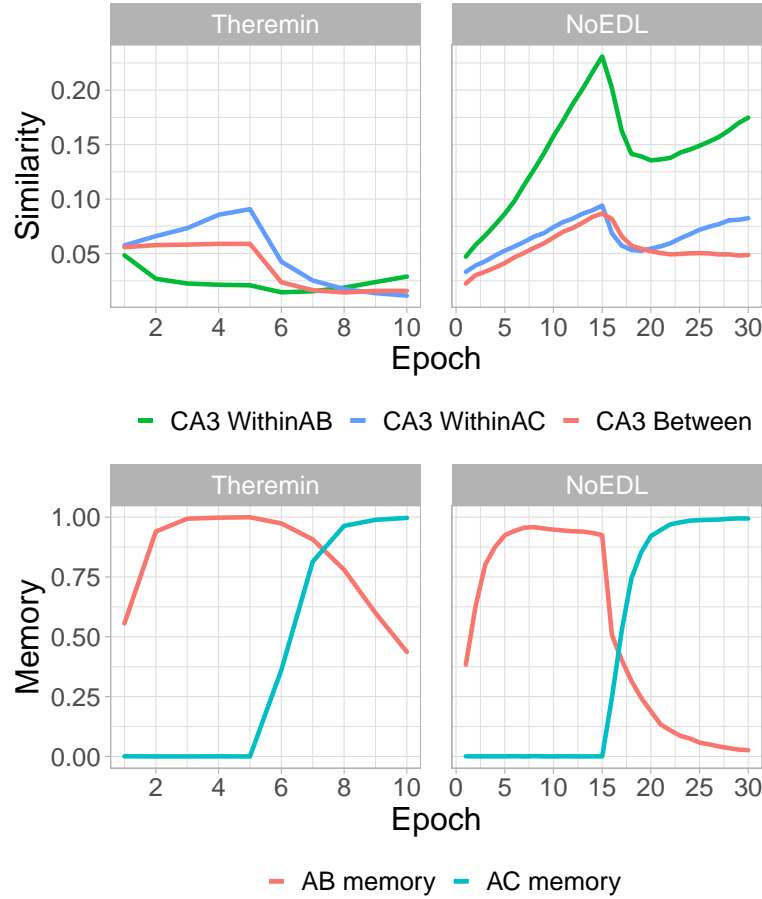 Theremin NoEDL
Similarity
0.20
0.15
0.10
0.05
2 4 6 8 10 0 5 10 15 20 25 30
Epoch
CA3 WithinAB CA3 WithinAC CA3 Between
Theremin NoEDL
Memory
1.00
0.75
0.50
0.25
0.00
2 4 6 8 10 0 5 10 15 20 25 30
Epoch
AB memory AC memory